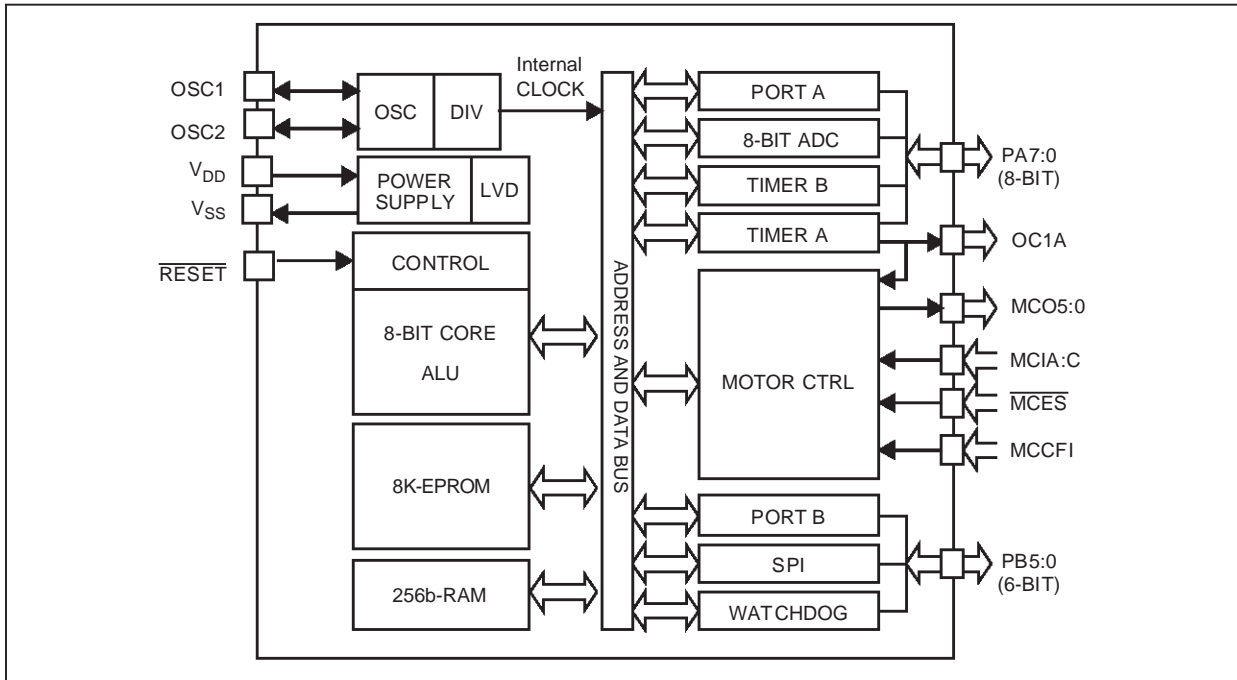 OSC1
OSC2
VDD
VSS
RESET
OSC
DIV
Internal
CLOCK
POWER
SUPPLY
LVD
CONTROL
8-BIT CORE
ALU
8K-EPROM
256b-RAM
ADDRESS AND DATA BUS
PORT A
8-BIT ADC
TIMER B
TIMER A
MOTOR CTRL
PORT B
SPI
WATCHDOG
PA7:0
(8-BIT)
OC1A
MCO5:0
MCIA:C
MCES
MCCFI
PB5:0
(6-BIT)